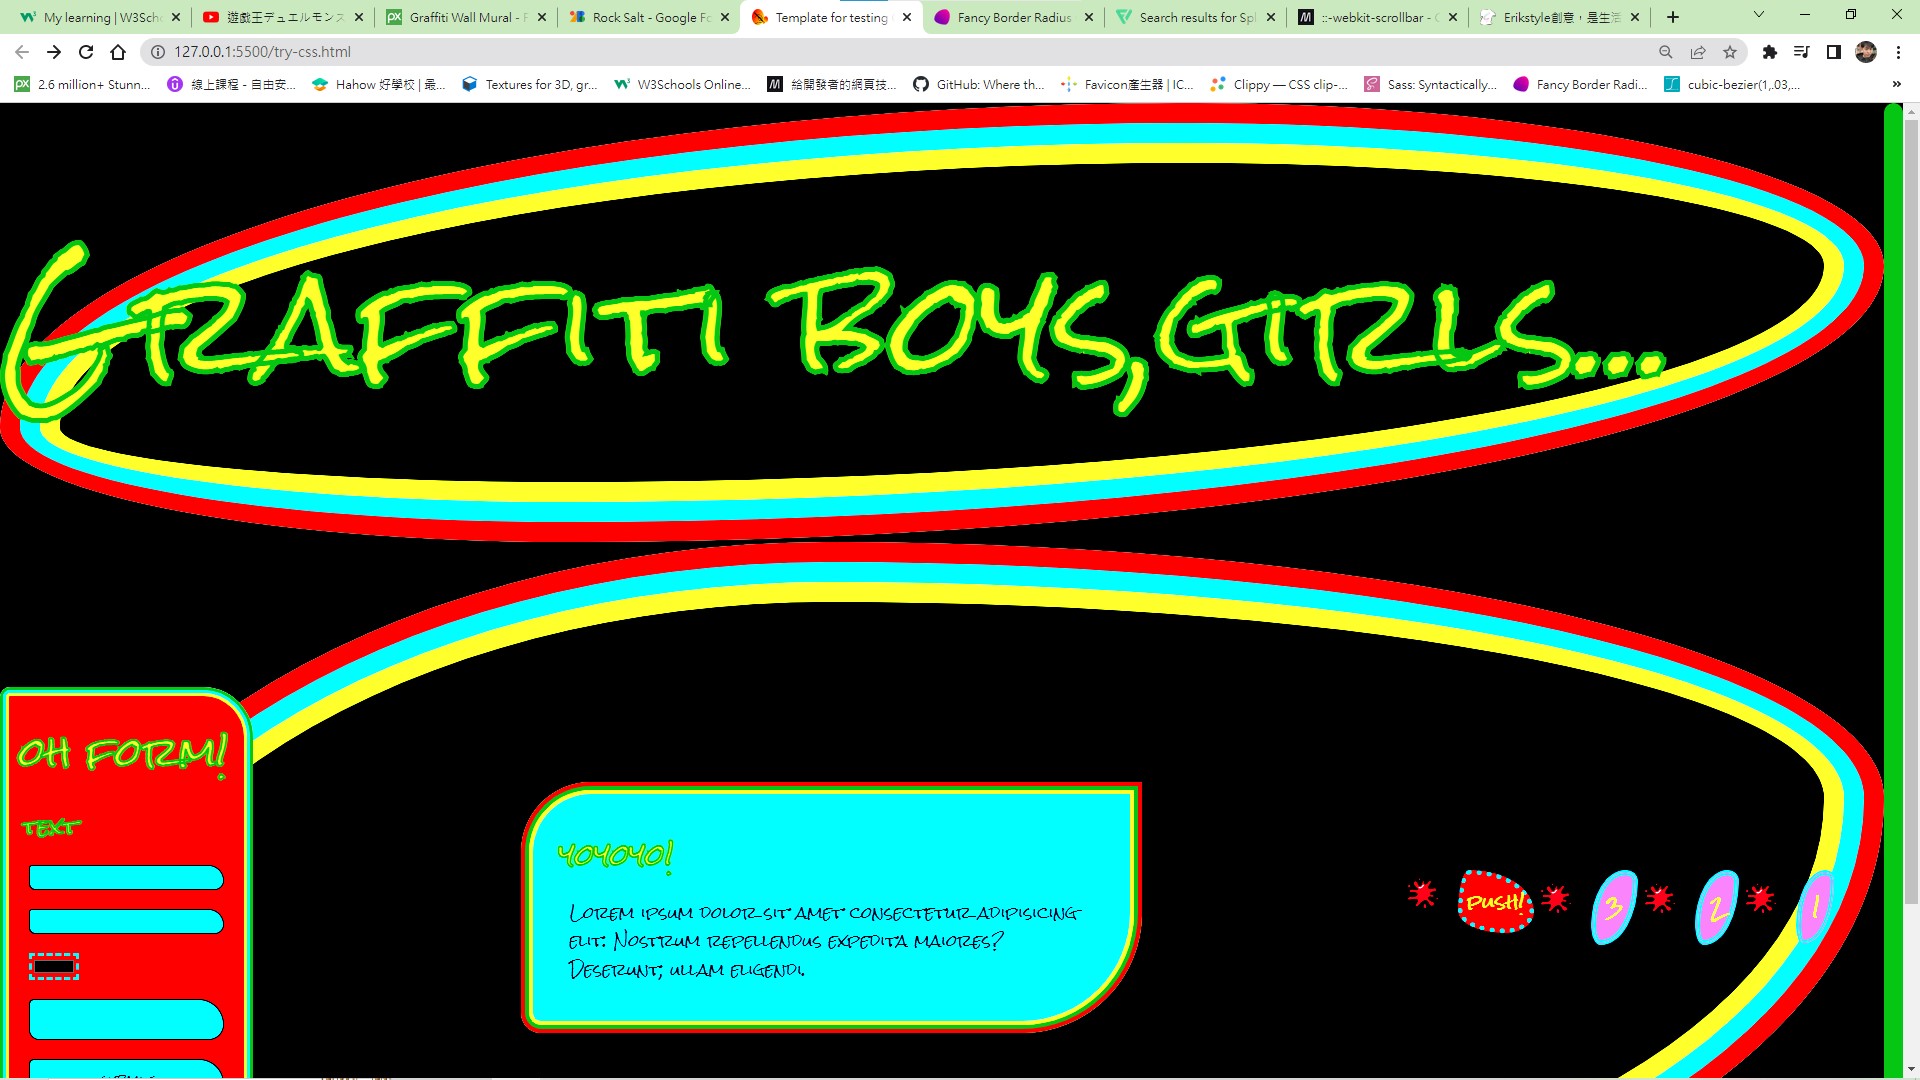 My learning | W3Scho
遊戲王デュエルモンス
Graffiti Wall Mural - F
Rock Salt - Google Fo
Template for testing
Fancy Border Radius
Search results for Spl
::-webkit-scrollbar - C
Erikstyle創意，是生活
127.0.0.1:5500/try-css.html
2.6 million+ Stunn...
線上課程 - 自由安...
Hahow 好學校 | 最...
Textures for 3D, gr...
W3Schools Online...
給開發者的網頁技...
GitHub: Where th...
Favicon產生器 | IC...
Clippy — CSS clip-...
Sass: Syntactically...
Fancy Border Radi...
cubic-bezier(1,.03,...
Graffiti Boys,Girls...
OH FORM!
TEXT
yoyoyo!
Lorem ipsum dolor sit amet consectetur adipisicing
elit. Nostrum repellendus expedita maiores?
Deserunt, ullam eligendi.
PUSH!
3
2
1